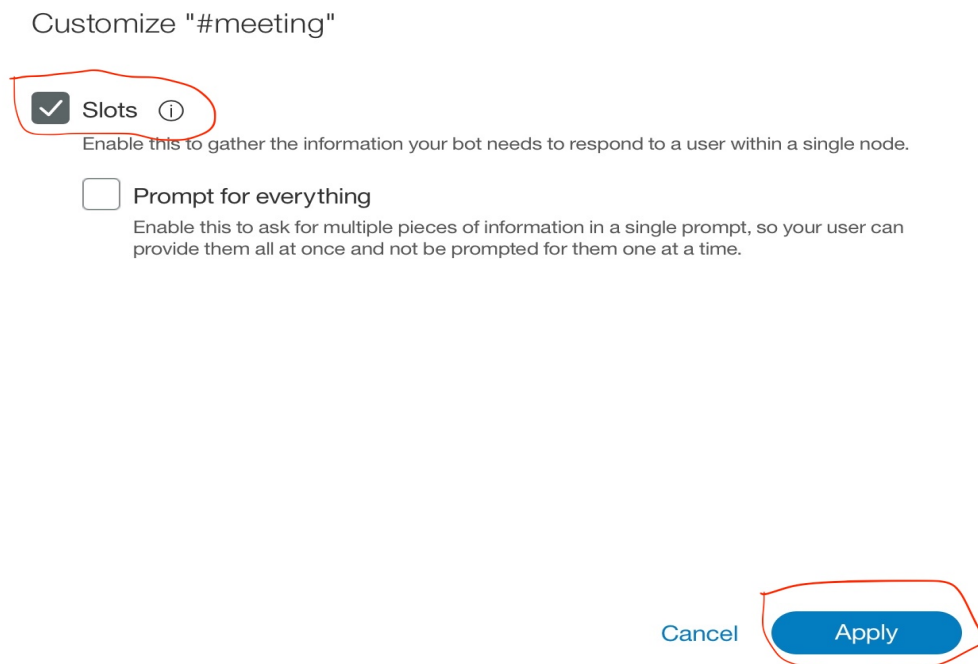 Customize "#meeting"
Slots
Enable this to gather the information your bot needs to respond to a user within a single node.
Prompt for everything
Enable this to ask for multiple pieces of information in a single prompt, so your user can
provide them all at once and not be prompted for them one at a time.
Cancel
Apply